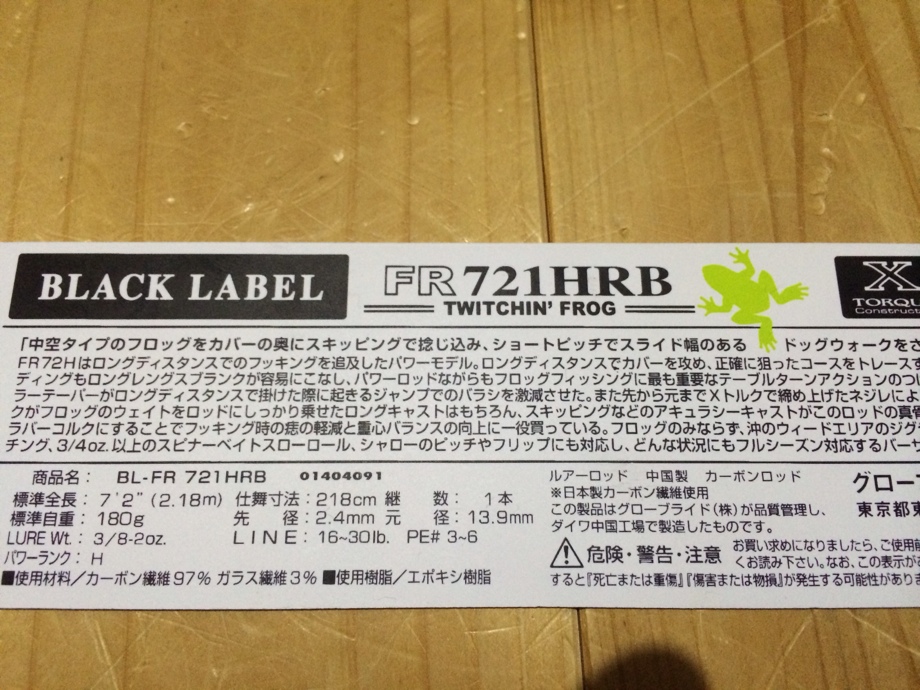 BLACK LABEL
FR 721HRB
TWITCHIN' FROG
X
TORQU
Construct
「中空タイプのフロッグをカバーの奥にスキッピングで捻じ込み、ショートピッチでスライド幅のある ドッグウォークをさ
FR72Hはロングディスタンスでのフッキングを追及したパワーモデル。ロングディスタンスでカバーを攻め、正確に狙ったコースをトレースす
ディングもロングレングスブランクが容易にこなし、パワーロッドながらもフロッグフィッシングに最も重要なテーブルターンアクションのつい
ラーテーパーがロングディスタンスで掛けた際に起きるジャンプでのバラシを激減させた。また先から元までXトルクで締め上げたネジレによ
クがフロッグのウェイトをロッドにしっかり乗せたロングキャストはもちろん、スキッピングなどのアキュラシーキャストがこのロッドの真骨
ラバーコルクにすることでフッキング時の痞の軽減と重心バランスの向上に一役買っている。フロッグのみならず、沖のウィードエリアのジグ
チング、3/4oz.以上のスピナーベイトスローロール、シャローのピッチやフリップにも対応し、どんな状況にもフルシーズン対応するバーサ
商品名: BL-FR 721HRB 01404091
標準全長: 7'2"(2.18m) 仕舞寸法:218cm 継 数: 1本
標準自重: 180g 先 径:2.4mm 元 径:13.9mm
LURE Wt.: 3/8-2oz. LINE: 16~30lb. PE# 3~6
パワーランク: H
■使用材料/カーボン繊維97% ガラス繊維3% ■使用樹脂/エポキシ樹脂
ルアーロッド 中国製 カーボンロッド
※日本製カーボン繊維使用
この製品はグローブライド(株)が品質管理し、
ダイワ中国工場で製造したものです。
グロー
東京都東
危険・警告・注意
お買い求めになりましたら、ご使用前
くお読み下さい。なお、この表示が
すると『死亡または重傷』『傷害または物損』が発生する可能性があります